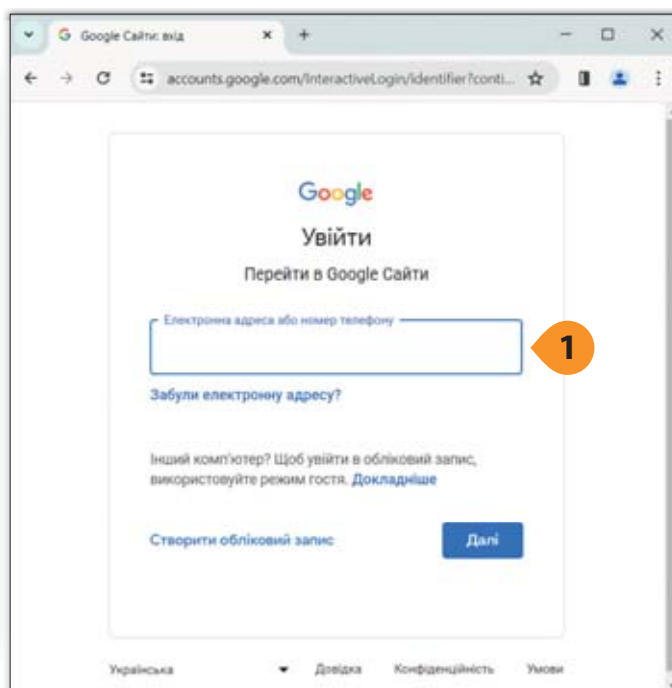 Google Сайти: вхід
accounts.google.com/InteractiveLogin/identifier?conti...
Google
Увійти
Перейти в Google Сайти
Електронна адреса або номер телефону
1
Забули електронну адресу?
Інший комп'ютер? Щоб увійти в обліковий запис,
використовуйте режим гостя. Докладніше
Створити обліковий запис
Далі
Українська
Довідка
Конфіденційність
Умови